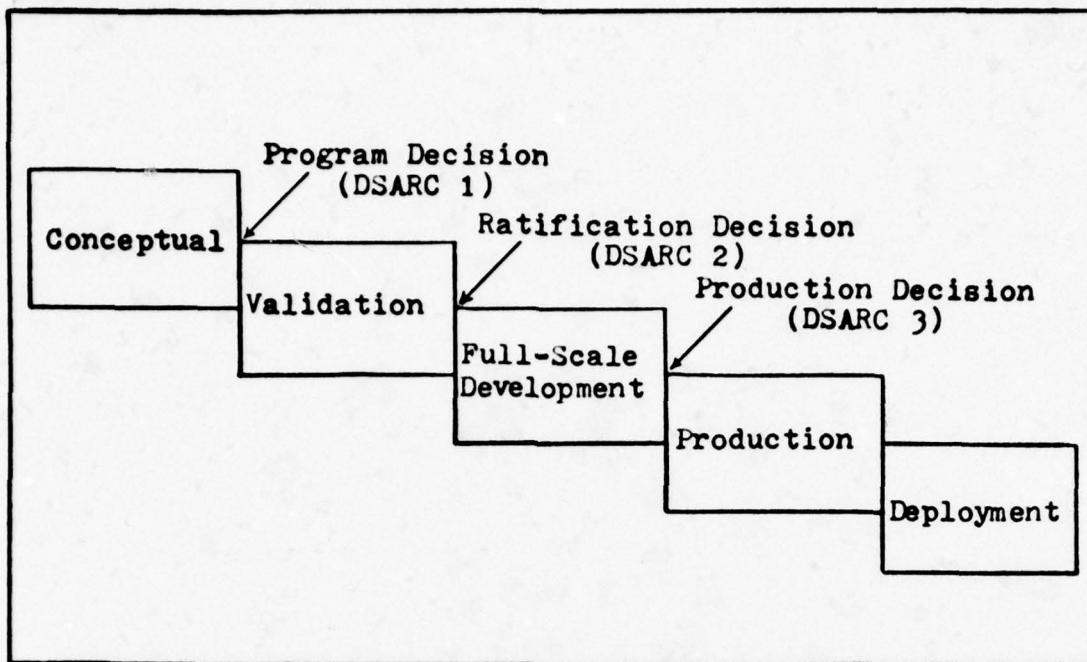 Program Decision
(DSARC 1)
Conceptual
Ratification Decision
(DSARC 2)
Validation
Production Decision
(DSARC 3)
Full-Scale
Development
Production
Deployment